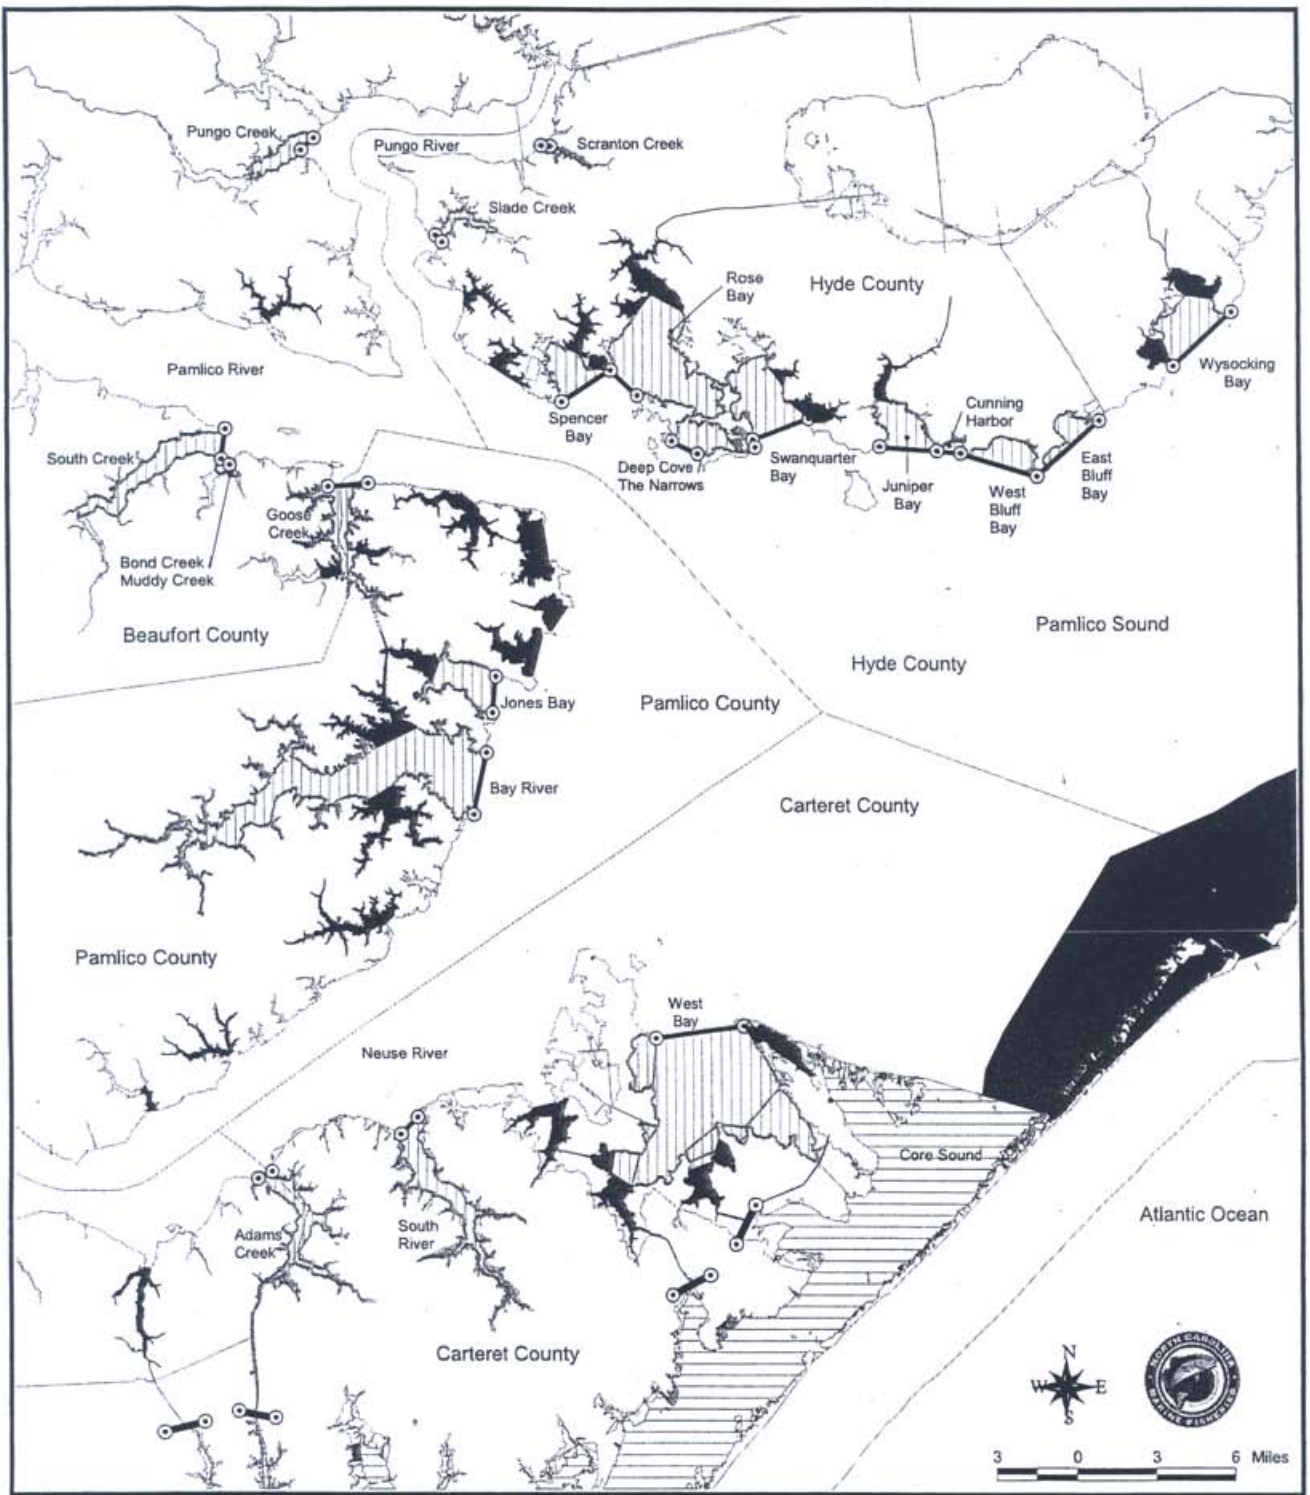 Pungo Creek
Pungo River
Scranton Creek
Slade Creek
Rose
Bay
Hyde County
Pamlico River
Wysocking
Bay
Spencer
Bay
Cunning
Harbor
South Creek
Deep Cove
The Narrows
Swanquarter
Bay
Juniper
Bay
East
Bluff
Bay
West
Bluff
Bay
Goose
Creek
Bond Creek
Muddy Creek
Beaufort County
Pamlico Sound
Hyde County
Jones Bay
Pamlico County
Bay River
Carteret County
Pamlico County
West
Bay
Neuse River
Core Sound
Adams
Creek
South
River
Atlantic Ocean
Carteret County
N
W E
S
NORTH CAROLINA
MARINE FISHERIES
3 0 3 6 Miles